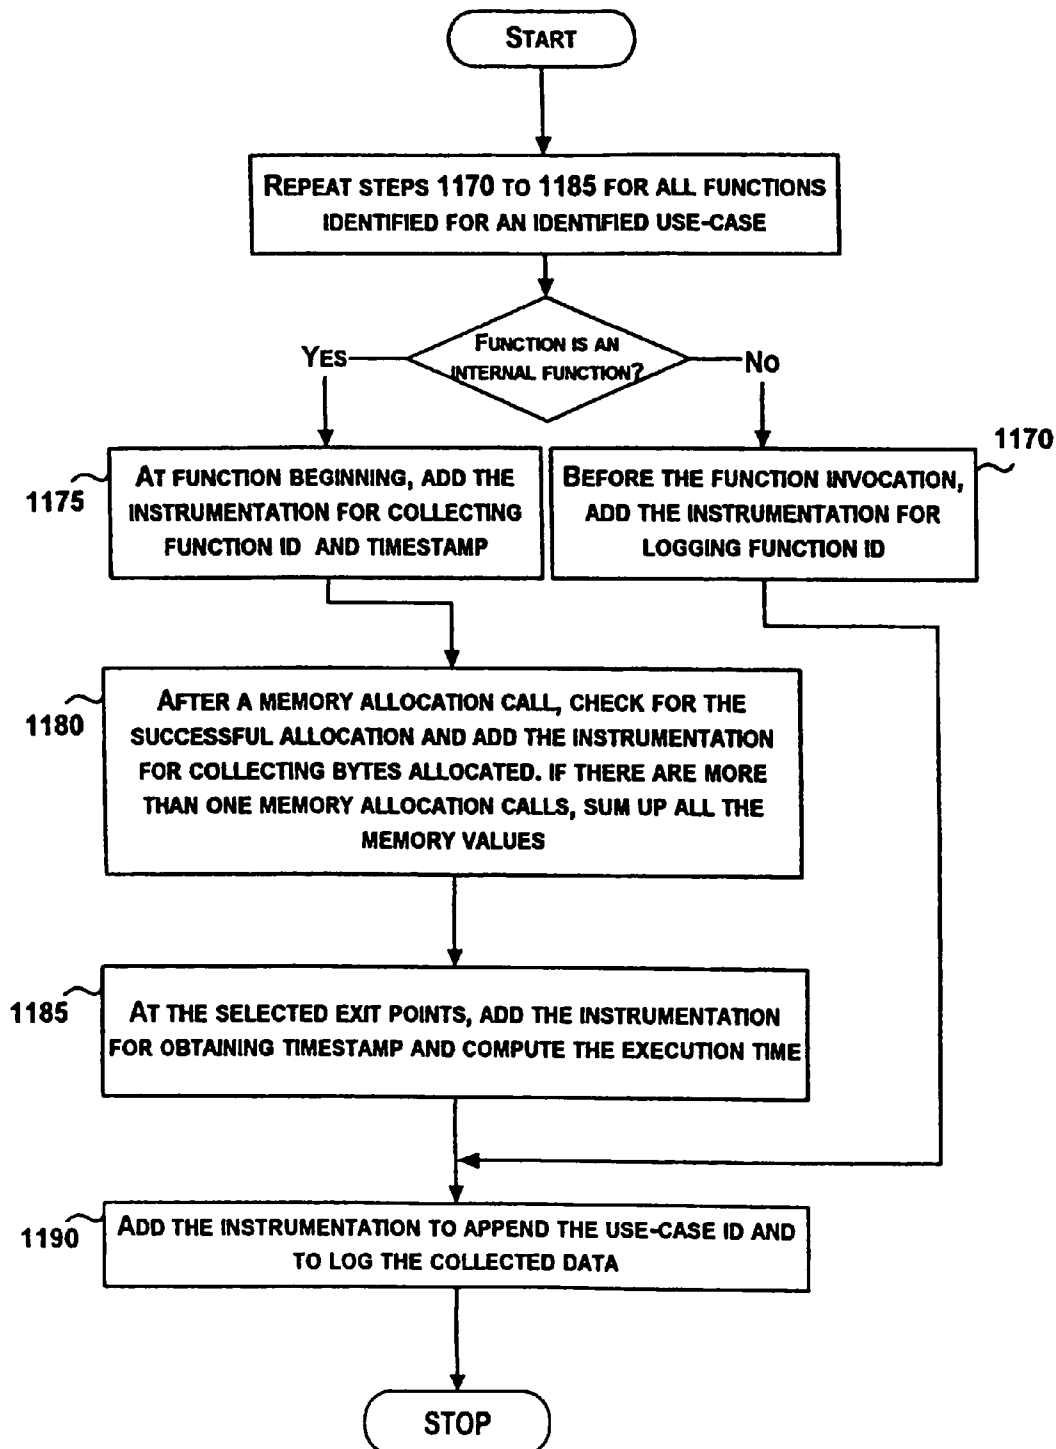 START
REPEAT STEPS 1170 TO 1185 FOR ALL FUNCTIONS
IDENTIFIED FOR AN IDENTIFIED USE-CASE
FUNCTION IS AN
INTERNAL FUNCTION?
YES
NO
1175
AT FUNCTION BEGINNING, ADD THE
INSTRUMENTATION FOR COLLECTING
FUNCTION ID AND TIMESTAMP
1170
BEFORE THE FUNCTION INVOCATION,
ADD THE INSTRUMENTATION FOR
LOGGING FUNCTION ID
1180
AFTER A MEMORY ALLOCATION CALL, CHECK FOR THE
SUCCESSFUL ALLOCATION AND ADD THE INSTRUMENTATION
FOR COLLECTING BYTES ALLOCATED. IF THERE ARE MORE
THAN ONE MEMORY ALLOCATION CALLS, SUM UP ALL THE
MEMORY VALUES
1185
AT THE SELECTED EXIT POINTS, ADD THE INSTRUMENTATION
FOR OBTAINING TIMESTAMP AND COMPUTE THE EXECUTION TIME
1190
ADD THE INSTRUMENTATION TO APPEND THE USE-CASE ID AND
TO LOG THE COLLECTED DATA
STOP